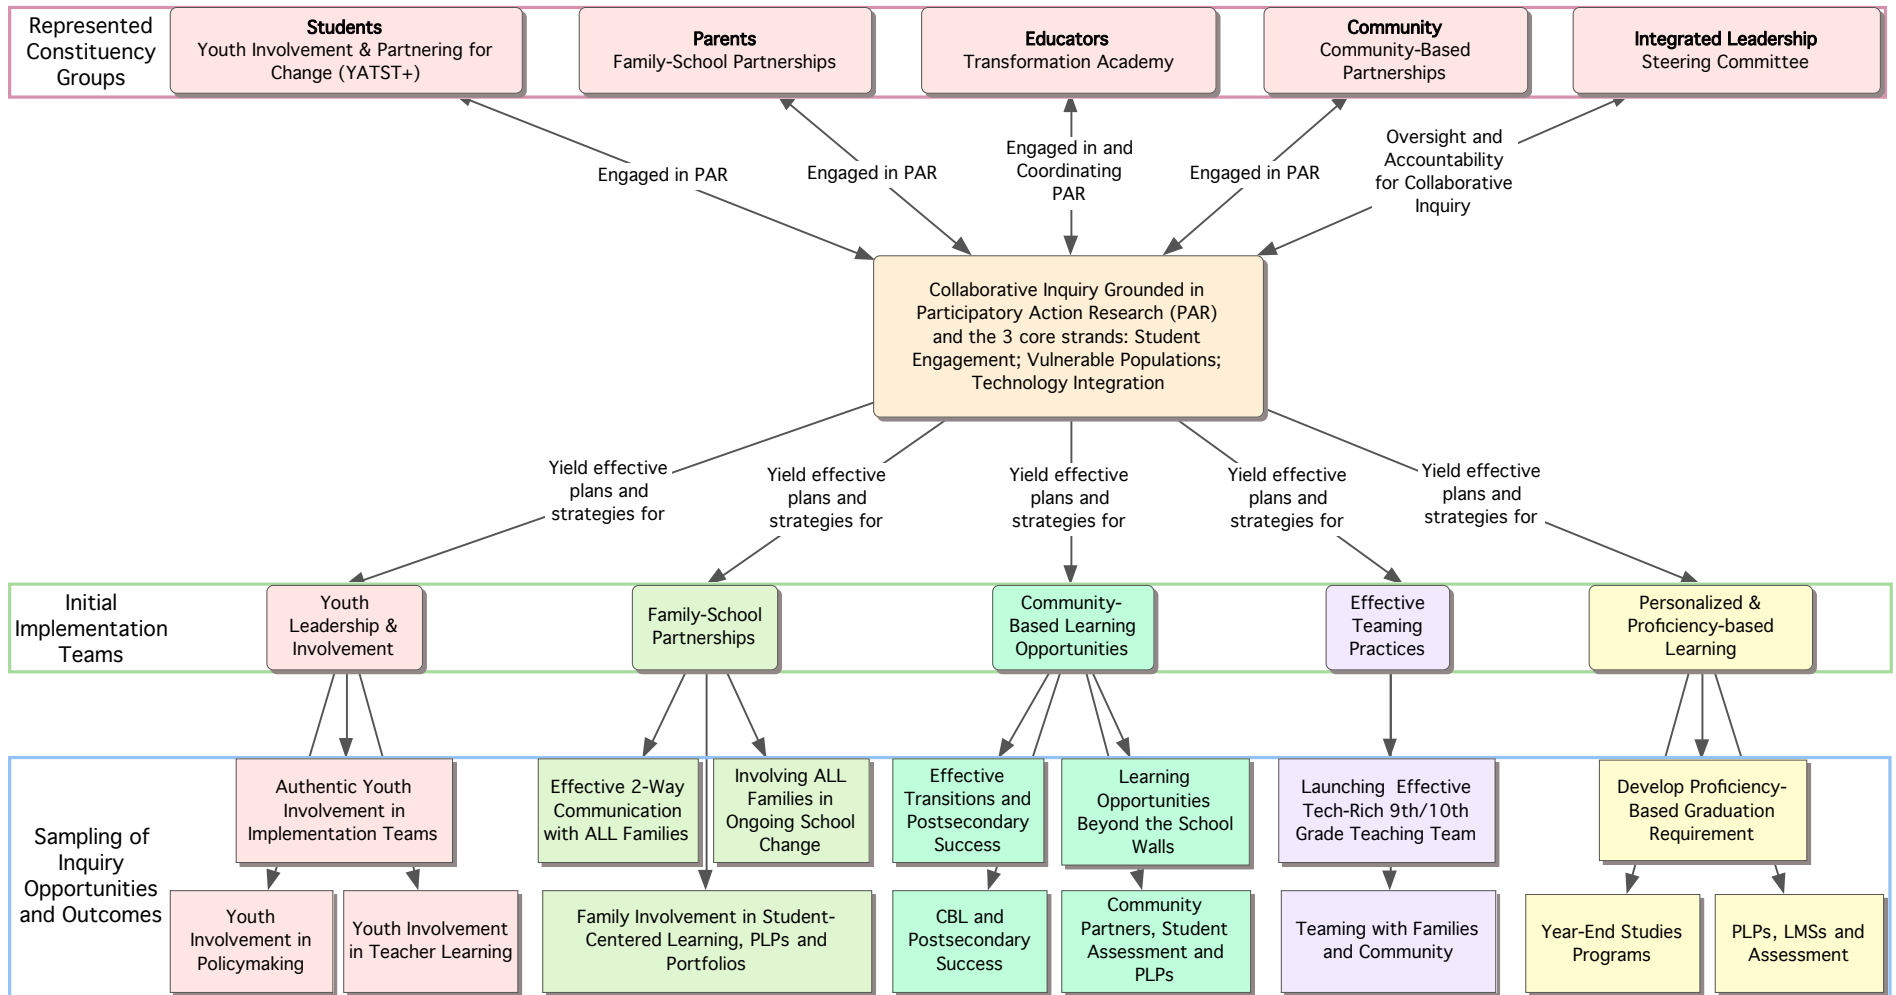 Represented
Constituency
Groups
Students
Youth Involvement & Partnering for
Change (YATST+)
Parents
Family-School Partnerships
Educators
Transformation Academy
Community
Community-Based
Partnerships
Integrated Leadership
Steering Committee
Engaged in PAR
Engaged in PAR
Engaged in and
Coordinating
PAR
Engaged in PAR
Oversight and
Accountability
for Collaborative
Inquiry
Collaborative Inquiry Grounded in
Participatory Action Research (PAR)
and the 3 core strands: Student
Engagement; Vulnerable Populations;
Technology Integration
Yield effective
plans and
strategies for
Yield effective
plans and
strategies for
Yield effective
plans and
strategies for
Yield effective
plans and
strategies for
Yield effective
plans and
strategies for
Initial
Implementation
Teams
Youth
Leadership &
Involvement
Family-School
Partnerships
Community-
Based Learning
Opportunities
Effective
Teaming
Practices
Personalized &
Proficiency-based
Learning
Sampling of
Inquiry
Opportunities
and Outcomes
Authentic Youth
Involvement in
Implementation Teams
Effective 2-Way
Communication
with ALL Families
Involving ALL
Families in
Ongoing School
Change
Effective
Transitions and
Postsecondary
Success
Learning
Opportunities
Beyond the School
Walls
Launching Effective
Tech-Rich 9th/10th
Grade Teaching Team
Develop Proficiency-
Based Graduation
Requirement
Youth
Involvement in
Policymaking
Youth Involvement
in Teacher Learning
Family Involvement in Student-
Centered Learning, PLPs and
Portfolios
CBL and
Postsecondary
Success
Community
Partners, Student
Assessment and
PLPs
Teaming with Families
and Community
Year-End Studies
Programs
PLPs, LMSs and
Assessment